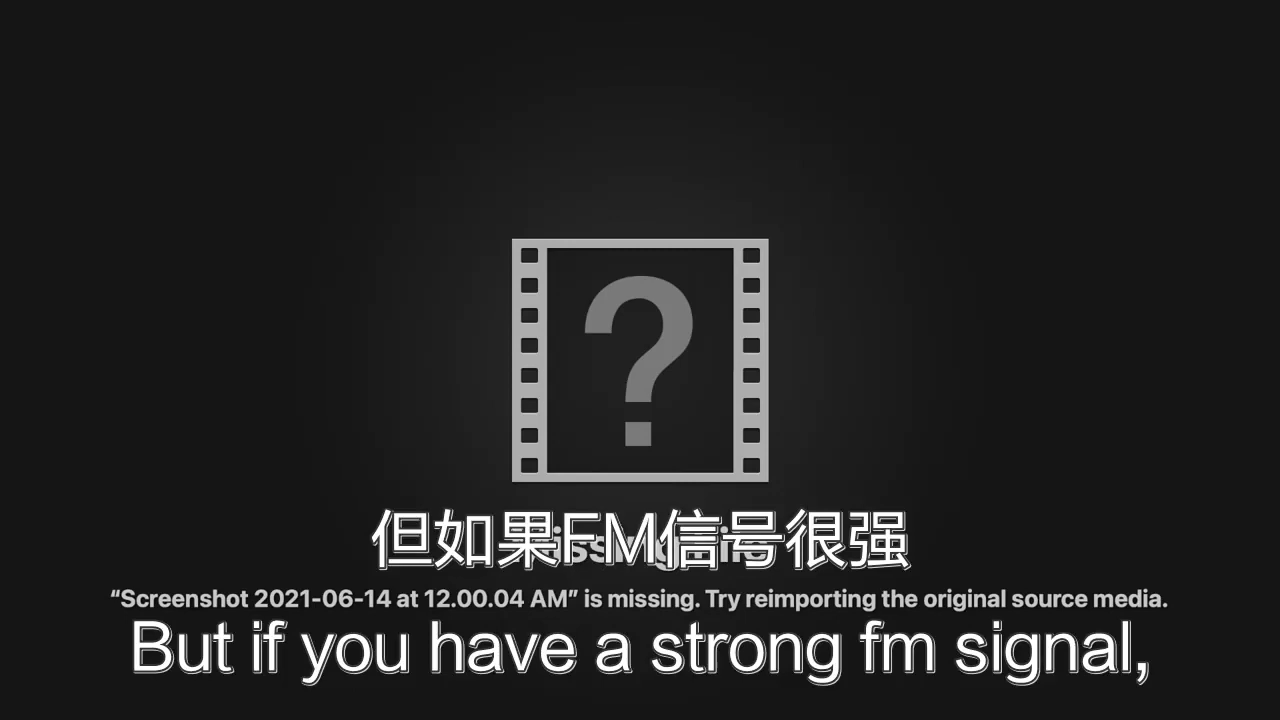 ?
但如果FM信号很强
“Screenshot 2021-06-14 at 12.00.04 AM” is missing. Try reimporting the original source media.
But if you have a strong fm signal,